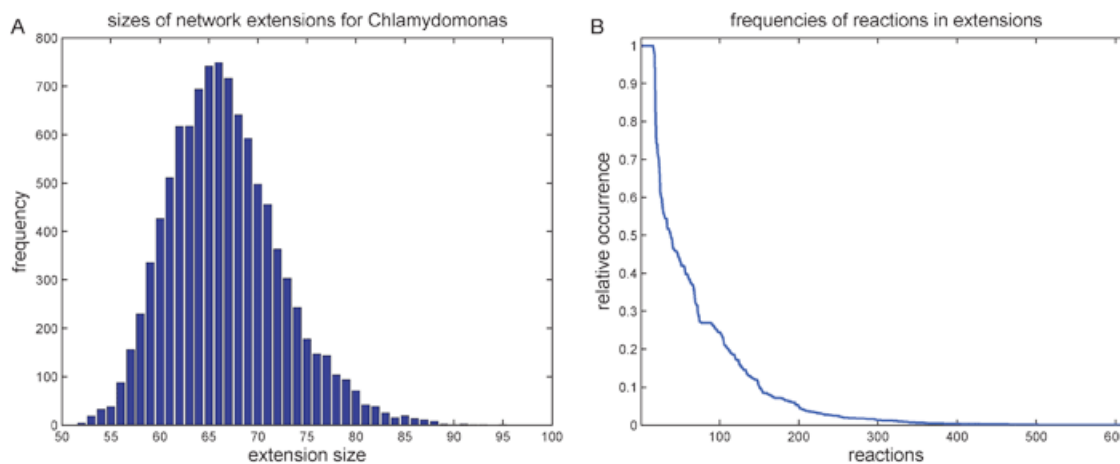 A
sizes of network extensions for Chlamydomonas
800
700
600
500
400
300
200
100
0
frequency
50 55 60 65 70 75 80 85 90 95 100
extension size
B
frequencies of reactions in extensions
1
0.9
0.8
0.7
0.6
0.5
0.4
0.3
0.2
0.1
0
relative occurrence
100 200 300 400 500 600
reactions